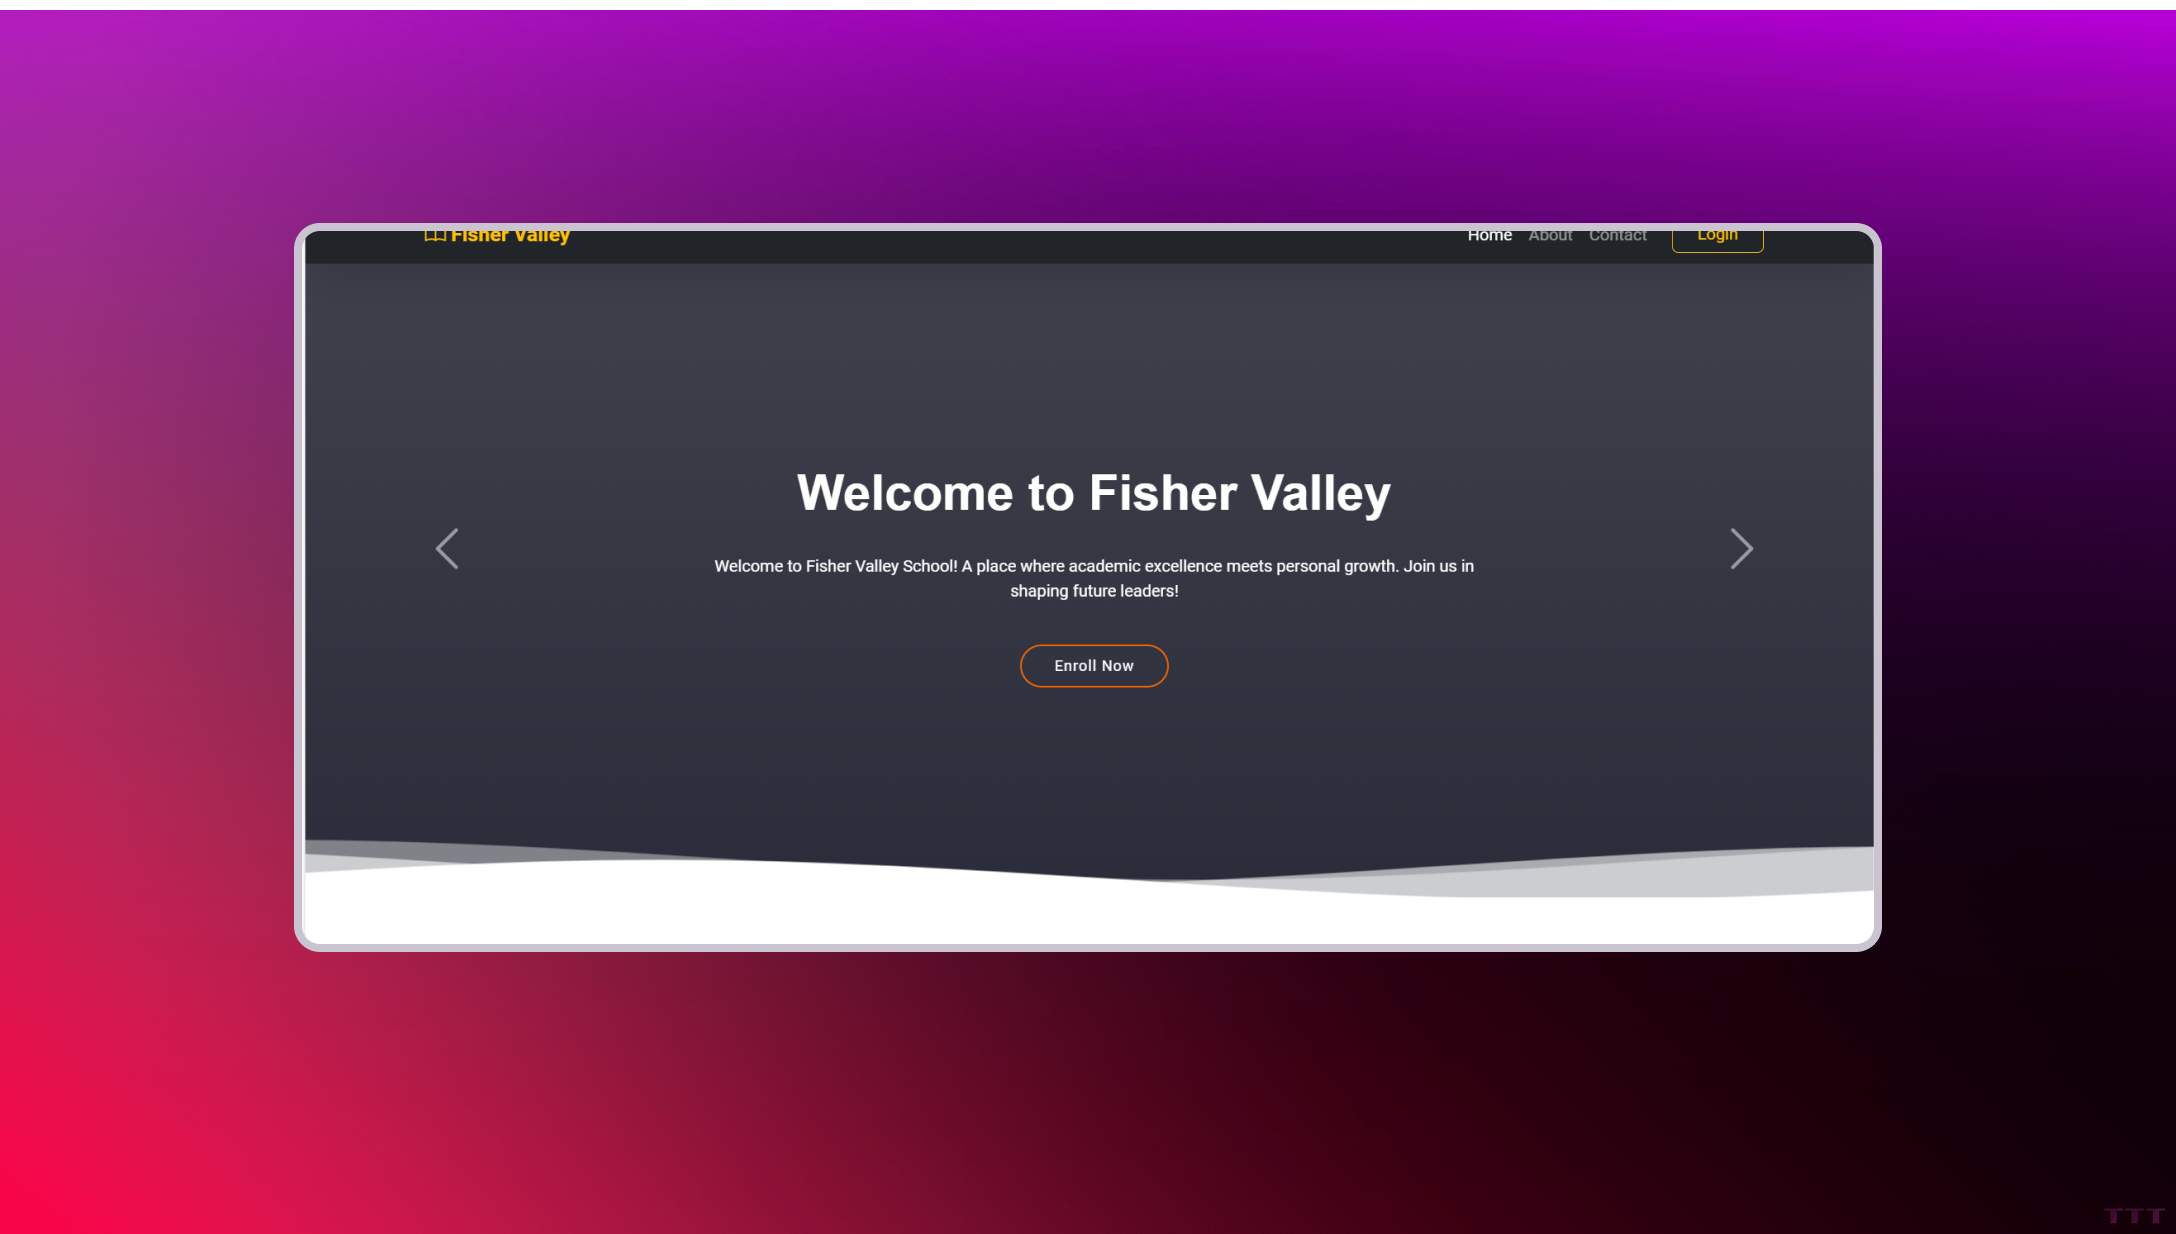 Fisher Valley
Home About Contact Login
Welcome to Fisher Valley
Welcome to Fisher Valley School! A place where academic excellence meets personal growth. Join us in
shaping future leaders!
Enroll Now
TTT